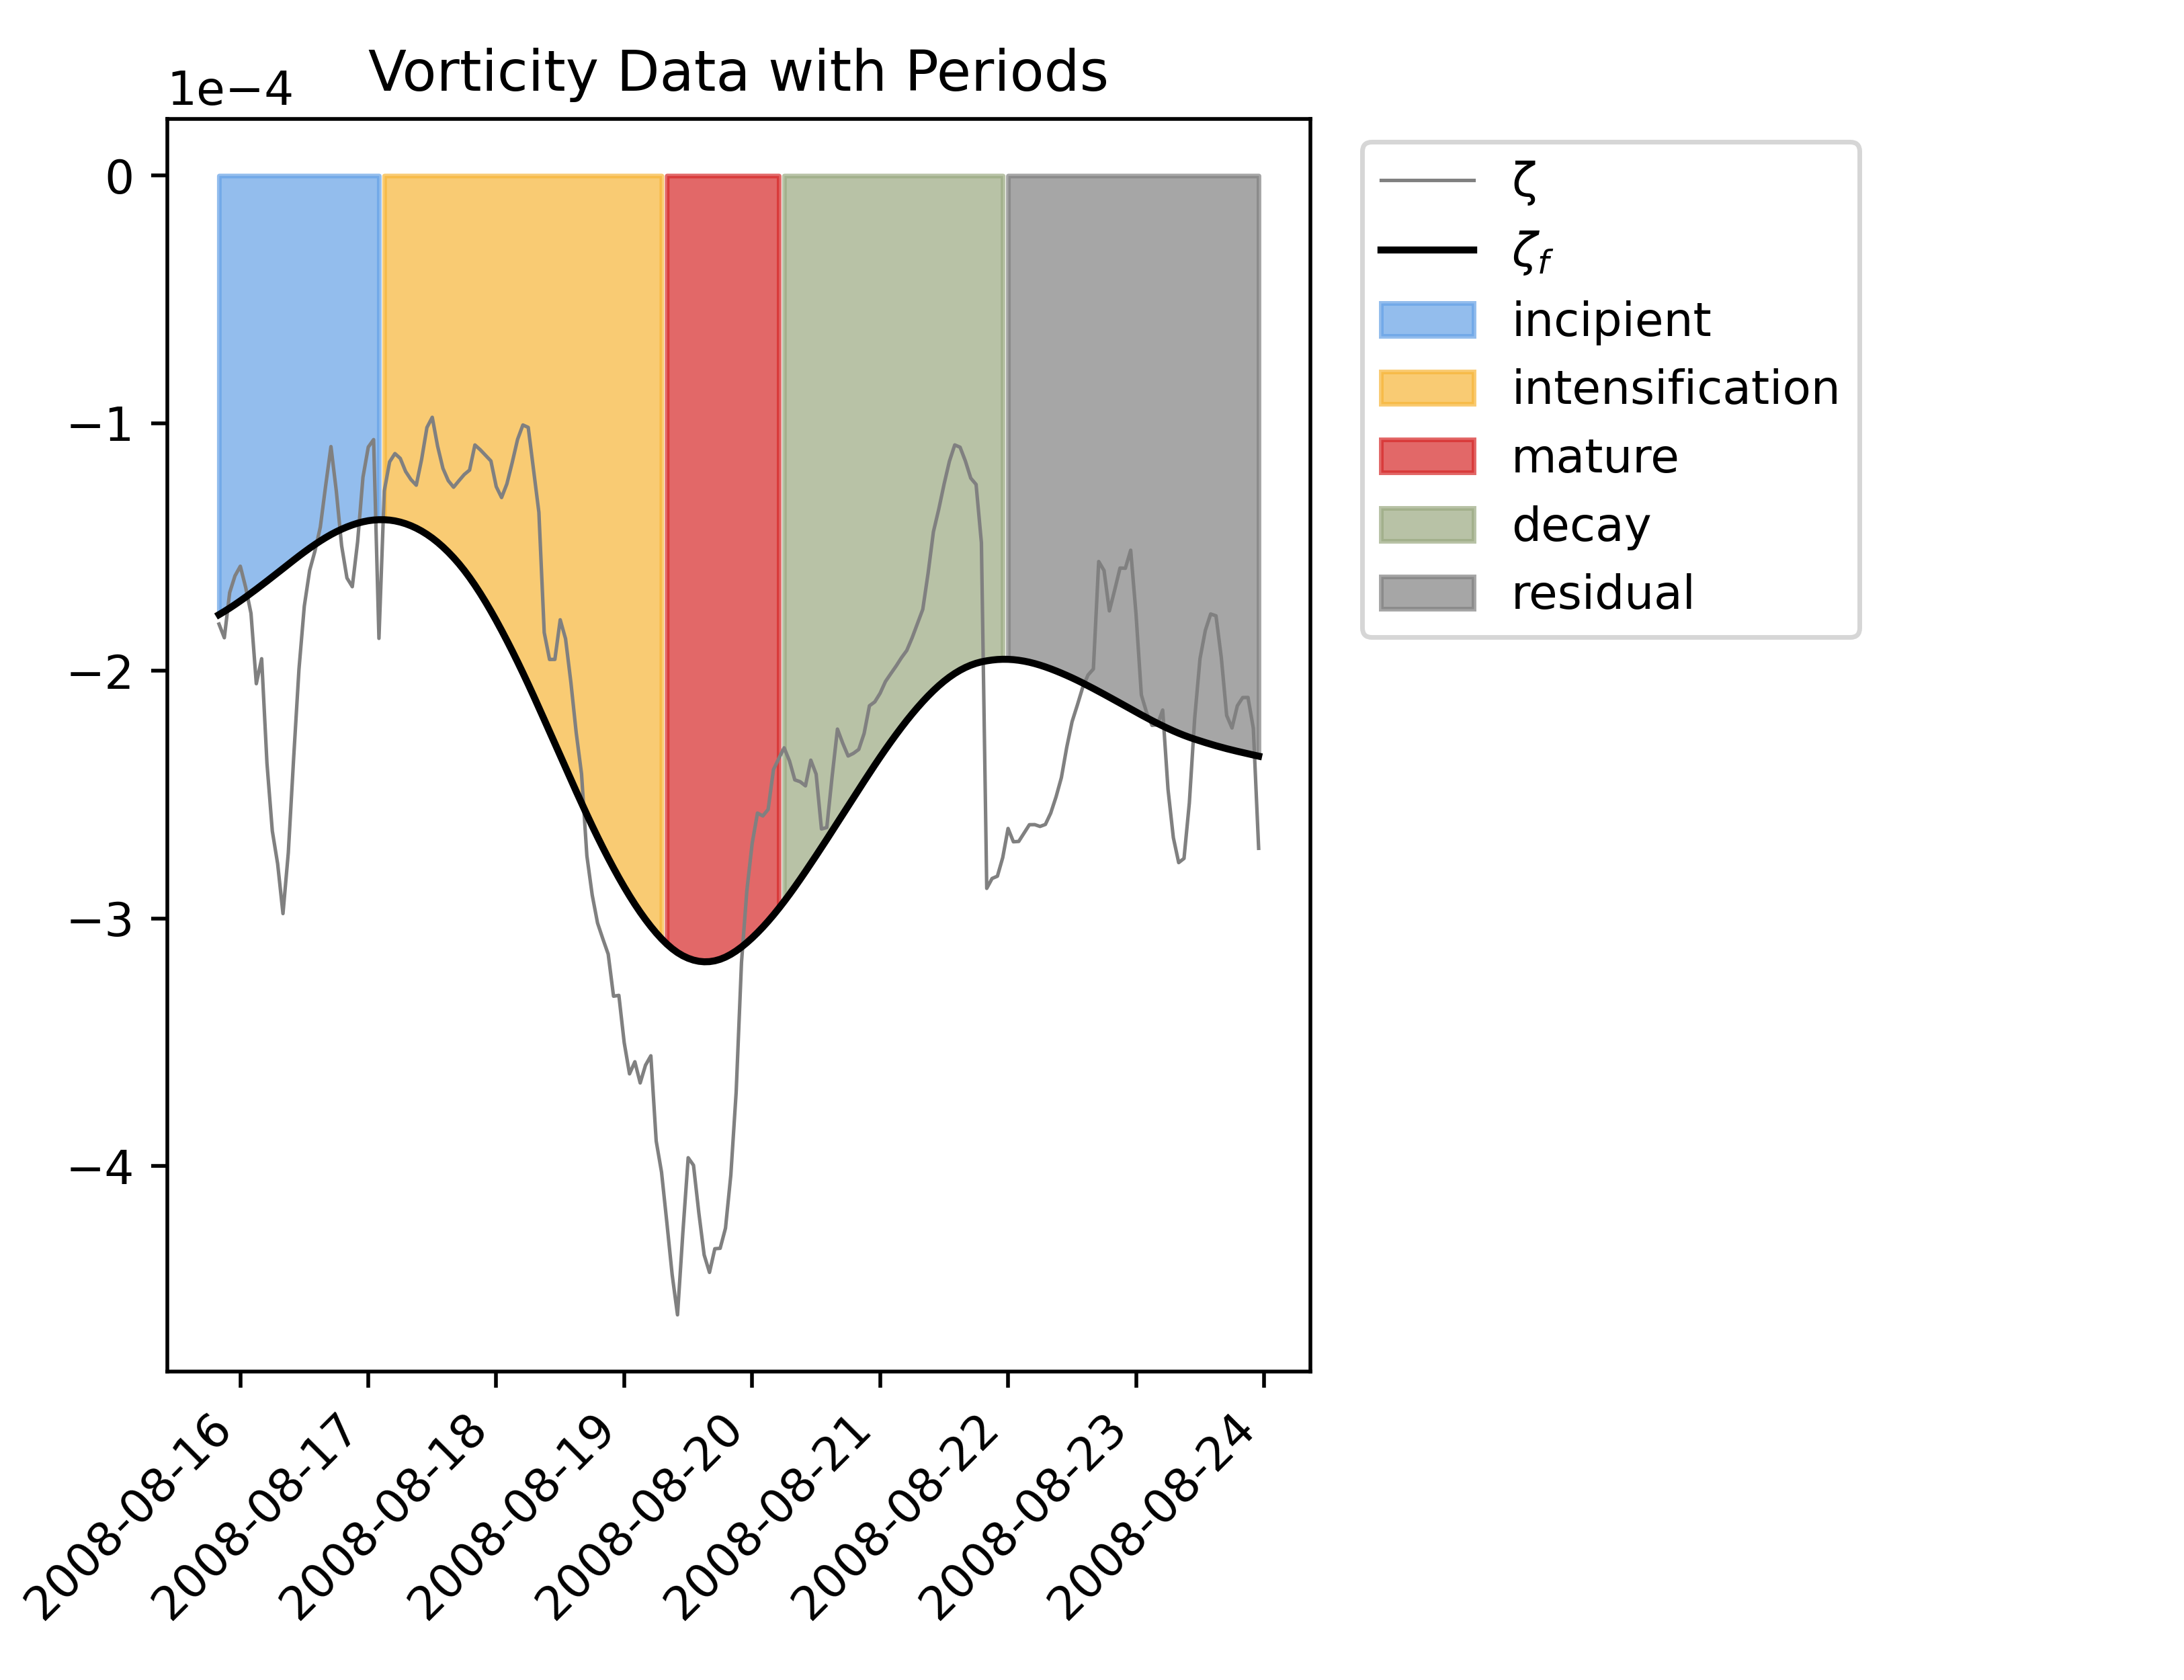 Vorticity Data with Periods
1e−4
0
−1
−2
−3
−4
2008-08-16
2008-08-17
2008-08-18
2008-08-19
2008-08-20
2008-08-21
2008-08-22
2008-08-23
2008-08-24
ζ
ζf
incipient
intensification
mature
decay
residual